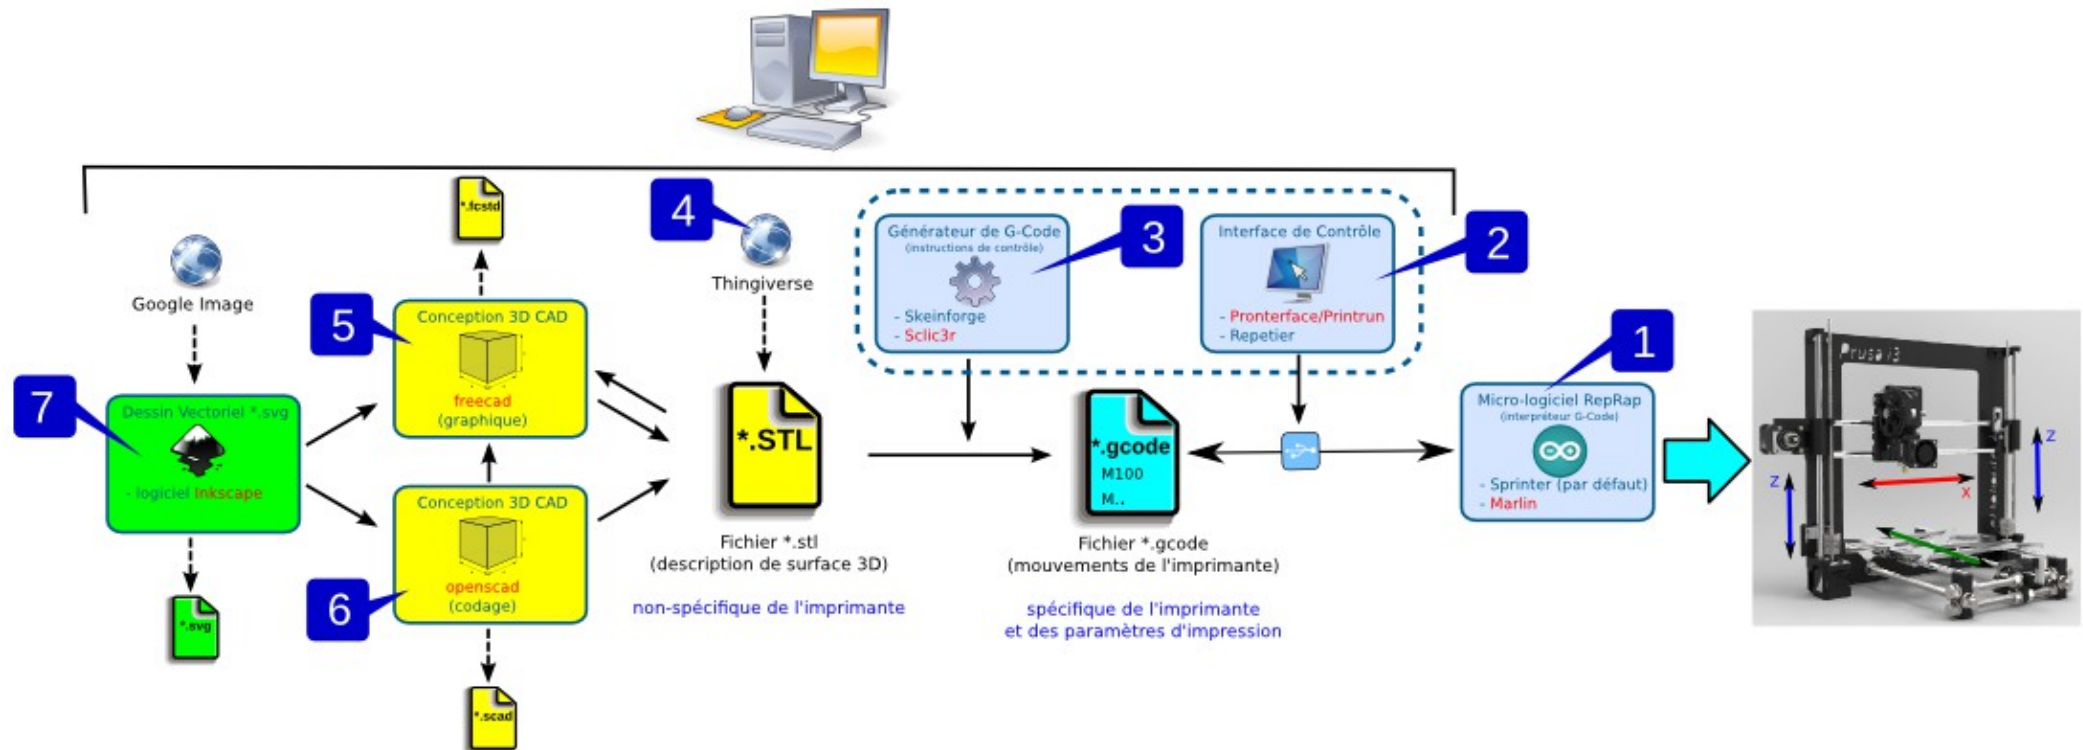 *.fcstd
4
Générateur de G-Code
(instructions de contrôle)
- Skeinforge
- Sclic3r
3
Interface de Contrôle
- Pronterface/Printrun
- Repetier
2
Google Image
Thingiverse
5
Conception 3D CAD
freecad
(graphique)
1
Prusa i3
7
Dessin Vectoriel *.svg
- logiciel Inkscape
*.STL
*.gcode
M100
M..
Micro-logiciel RepRap
(interpréteur G-Code)
- Sprinter (par défaut)
- Marlin
Z
X
Z
6
Conception 3D CAD
openscad
(codage)
Fichier *.stl
(description de surface 3D)
non-spécifique de l'imprimante
Fichier *.gcode
(mouvements de l'imprimante)
spécifique de l'imprimante
et des paramètres d'impression
*.svg
*.scad